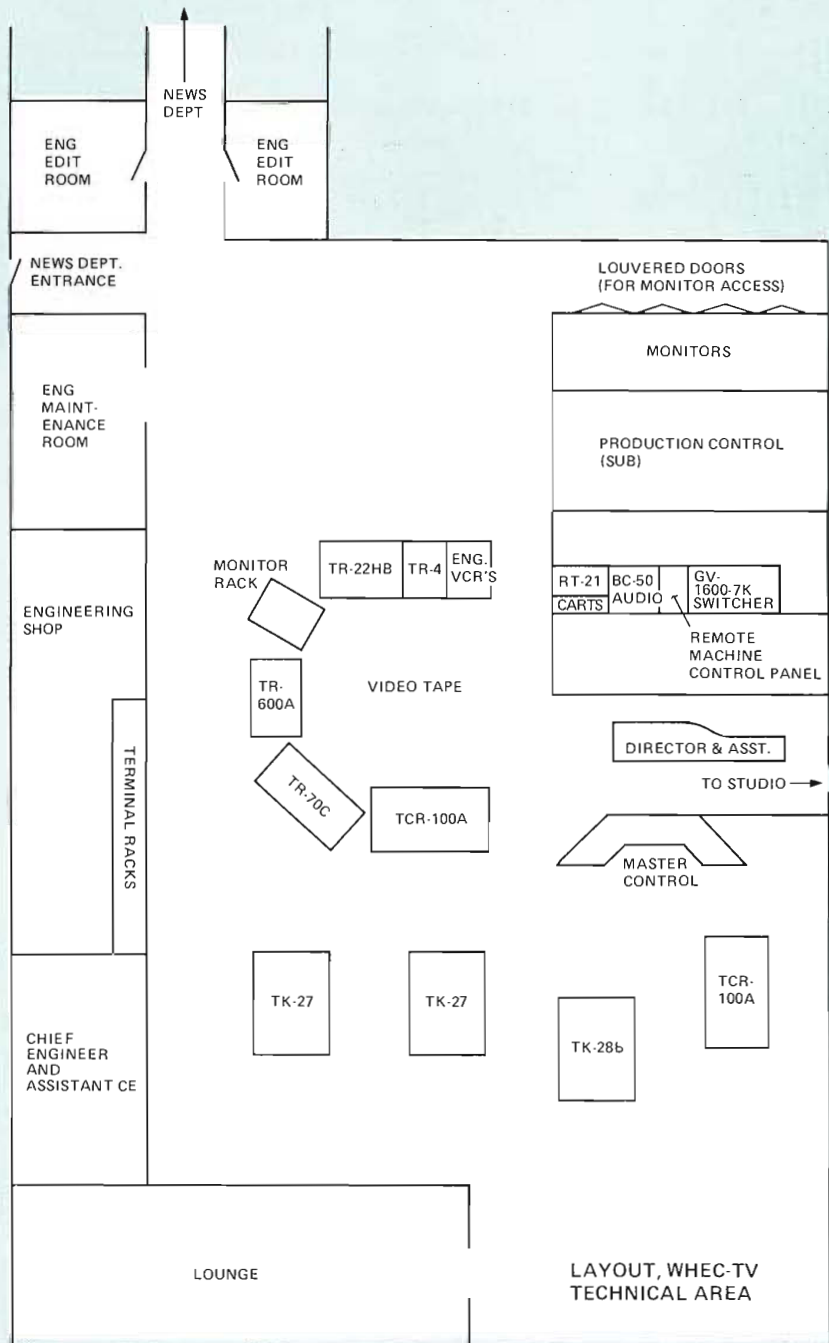 NEWS
DEPT
ENG
EDIT
ROOM
ENG
EDIT
ROOM
NEWS DEPT.
ENTRANCE
LOUVERED DOORS
(FOR MONITOR ACCESS)
MONITORS
ENG
MAINT-
ENANCE
ROOM
PRODUCTION CONTROL
(SUB)
MONITOR
RACK
TR-22HB
TR-4
ENG.
VCR'S
RT-21
CARTS
BC-50
AUDIO
GV-
1600-7K
SWITCHER
ENGINEERING
SHOP
REMOTE
MACHINE
CONTROL PANEL
TR-
600A
VIDEO TAPE
TERMINAL RACKS
DIRECTOR & ASST.
TO STUDIO
TR-70C
TCR-100A
MASTER
CONTROL
TK-27
TK-27
TK-28b
TCR-
100A
CHIEF
ENGINEER
AND
ASSISTANT CE
LOUNGE
LAYOUT, WHEC-TV
TECHNICAL AREA